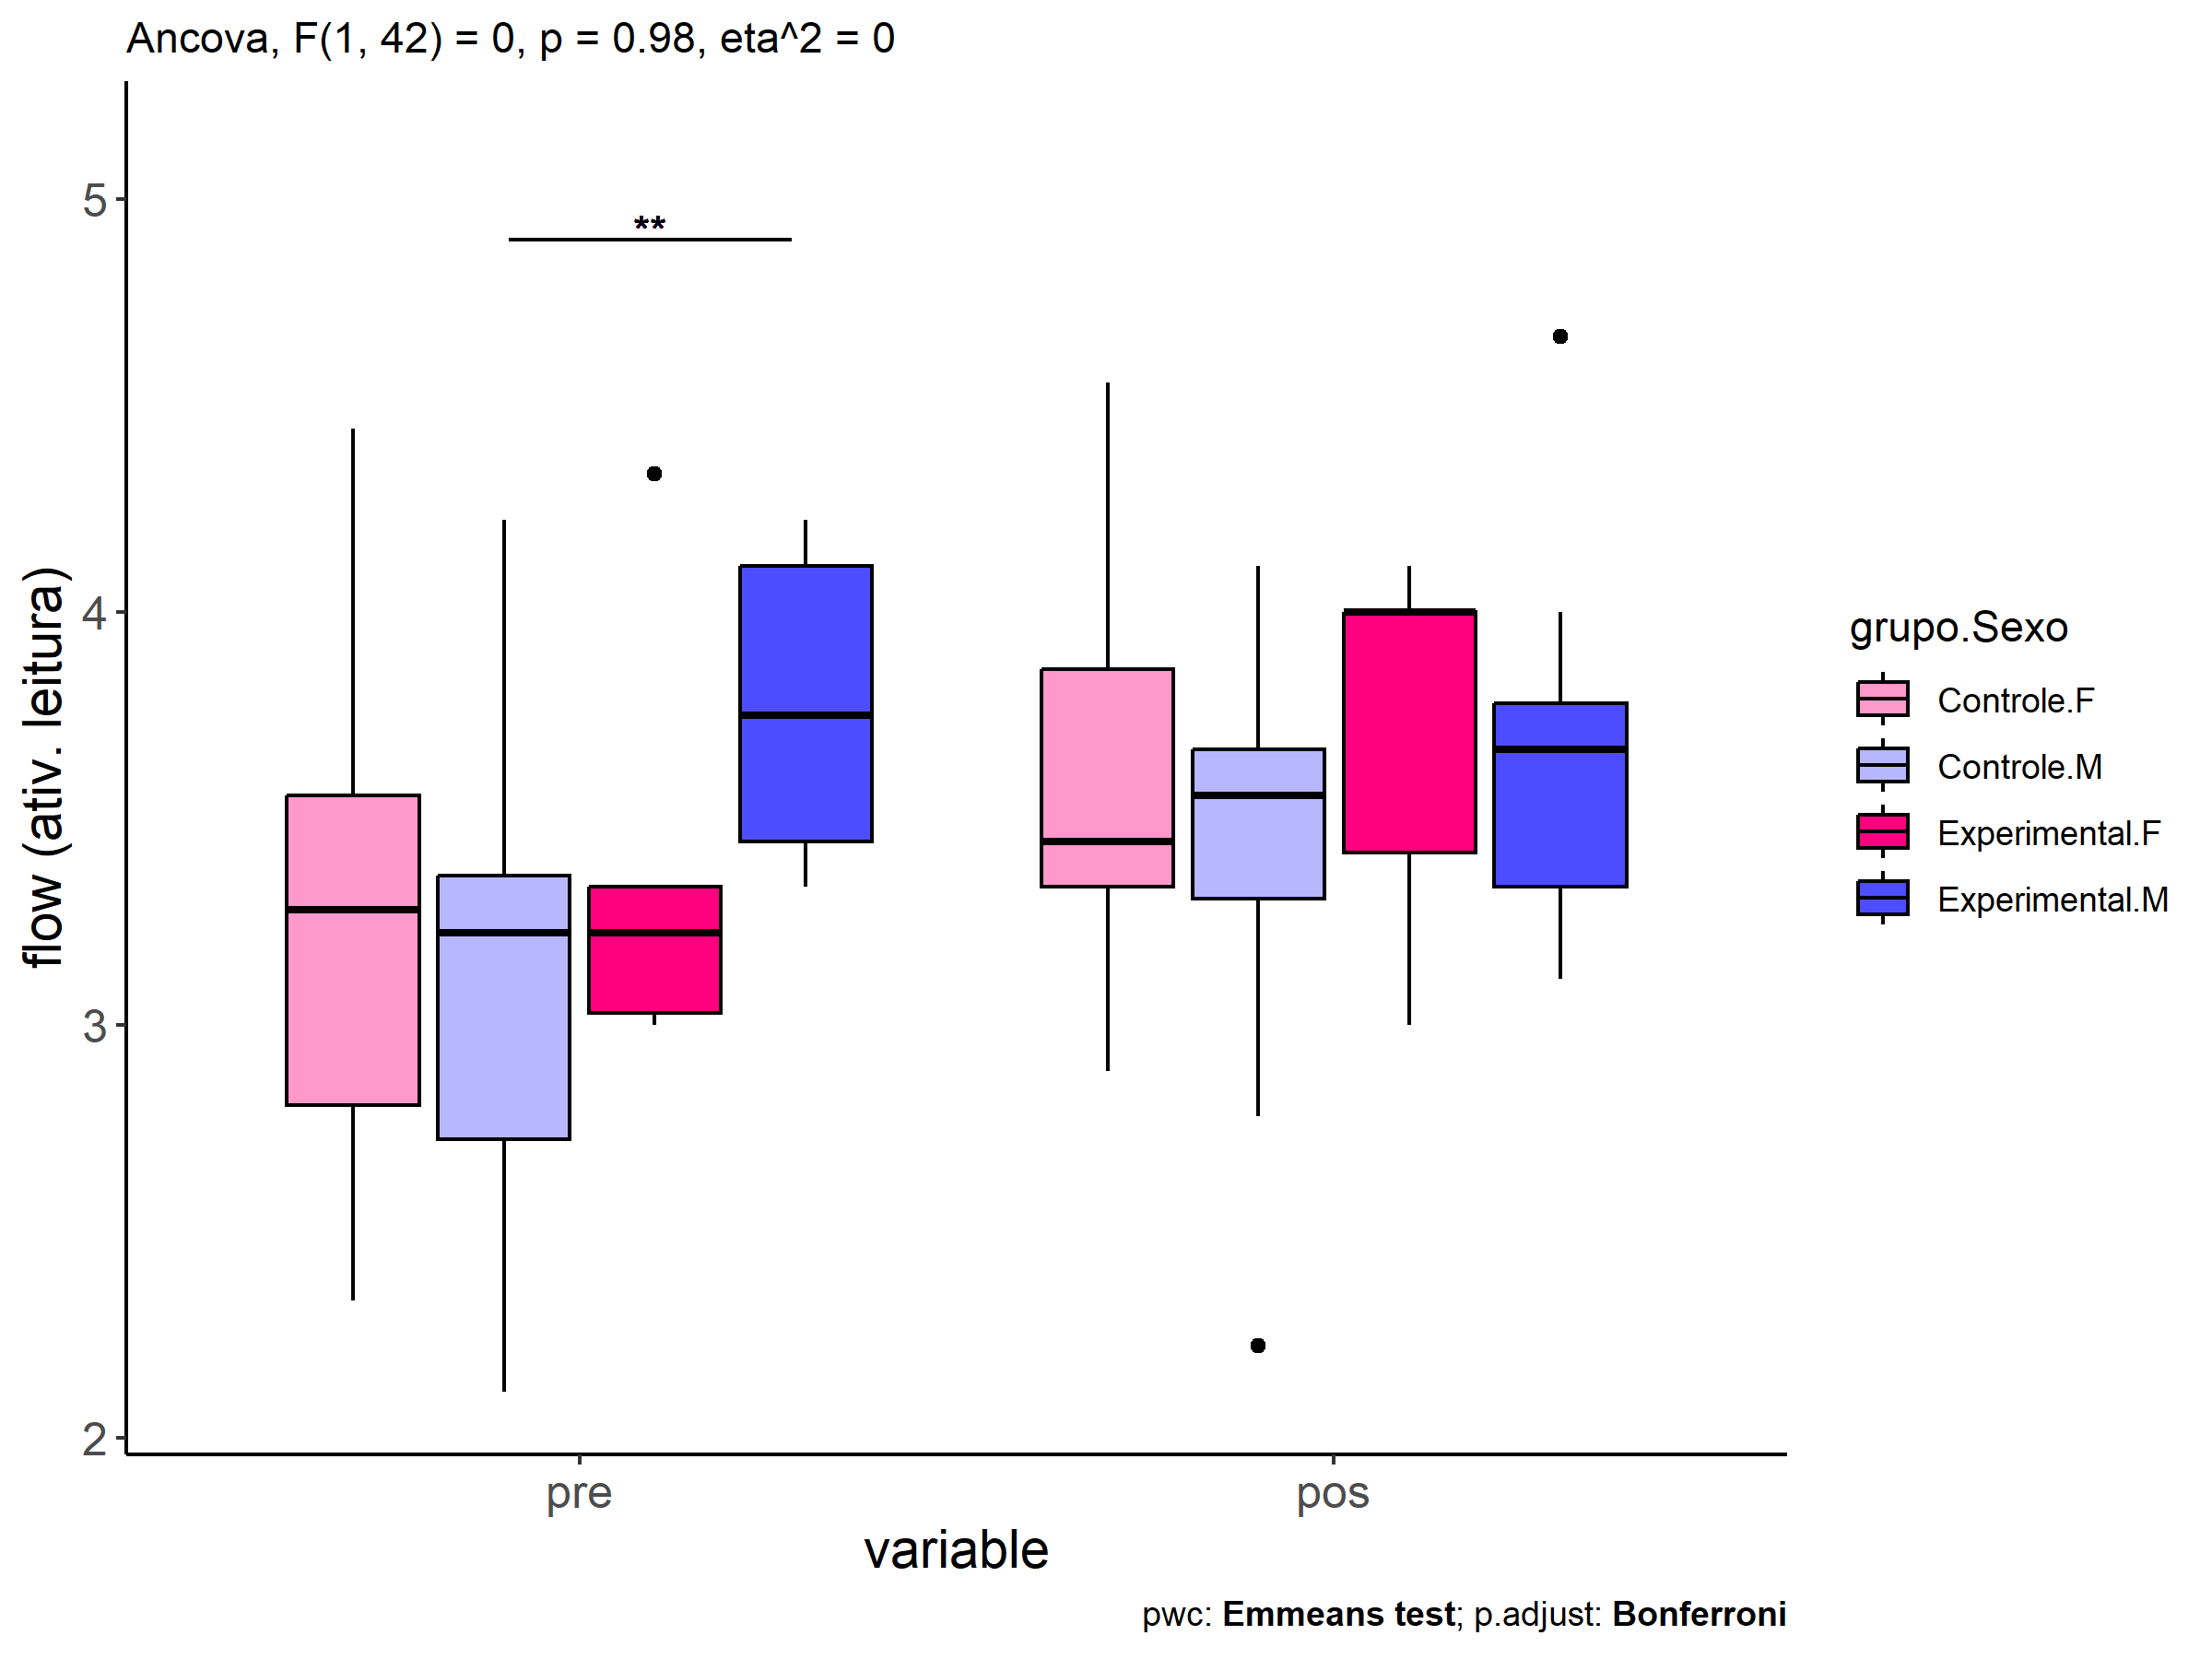 Ancova, F(1, 42) = 0, p = 0.98, eta^2 = 0
5
4
3
2
flow (ativ. leitura)
**
pre
pos
variable
grupo.Sexo
Controle.F
Controle.M
Experimental.F
Experimental.M
pwc: Emmeans test; p.adjust: Bonferroni